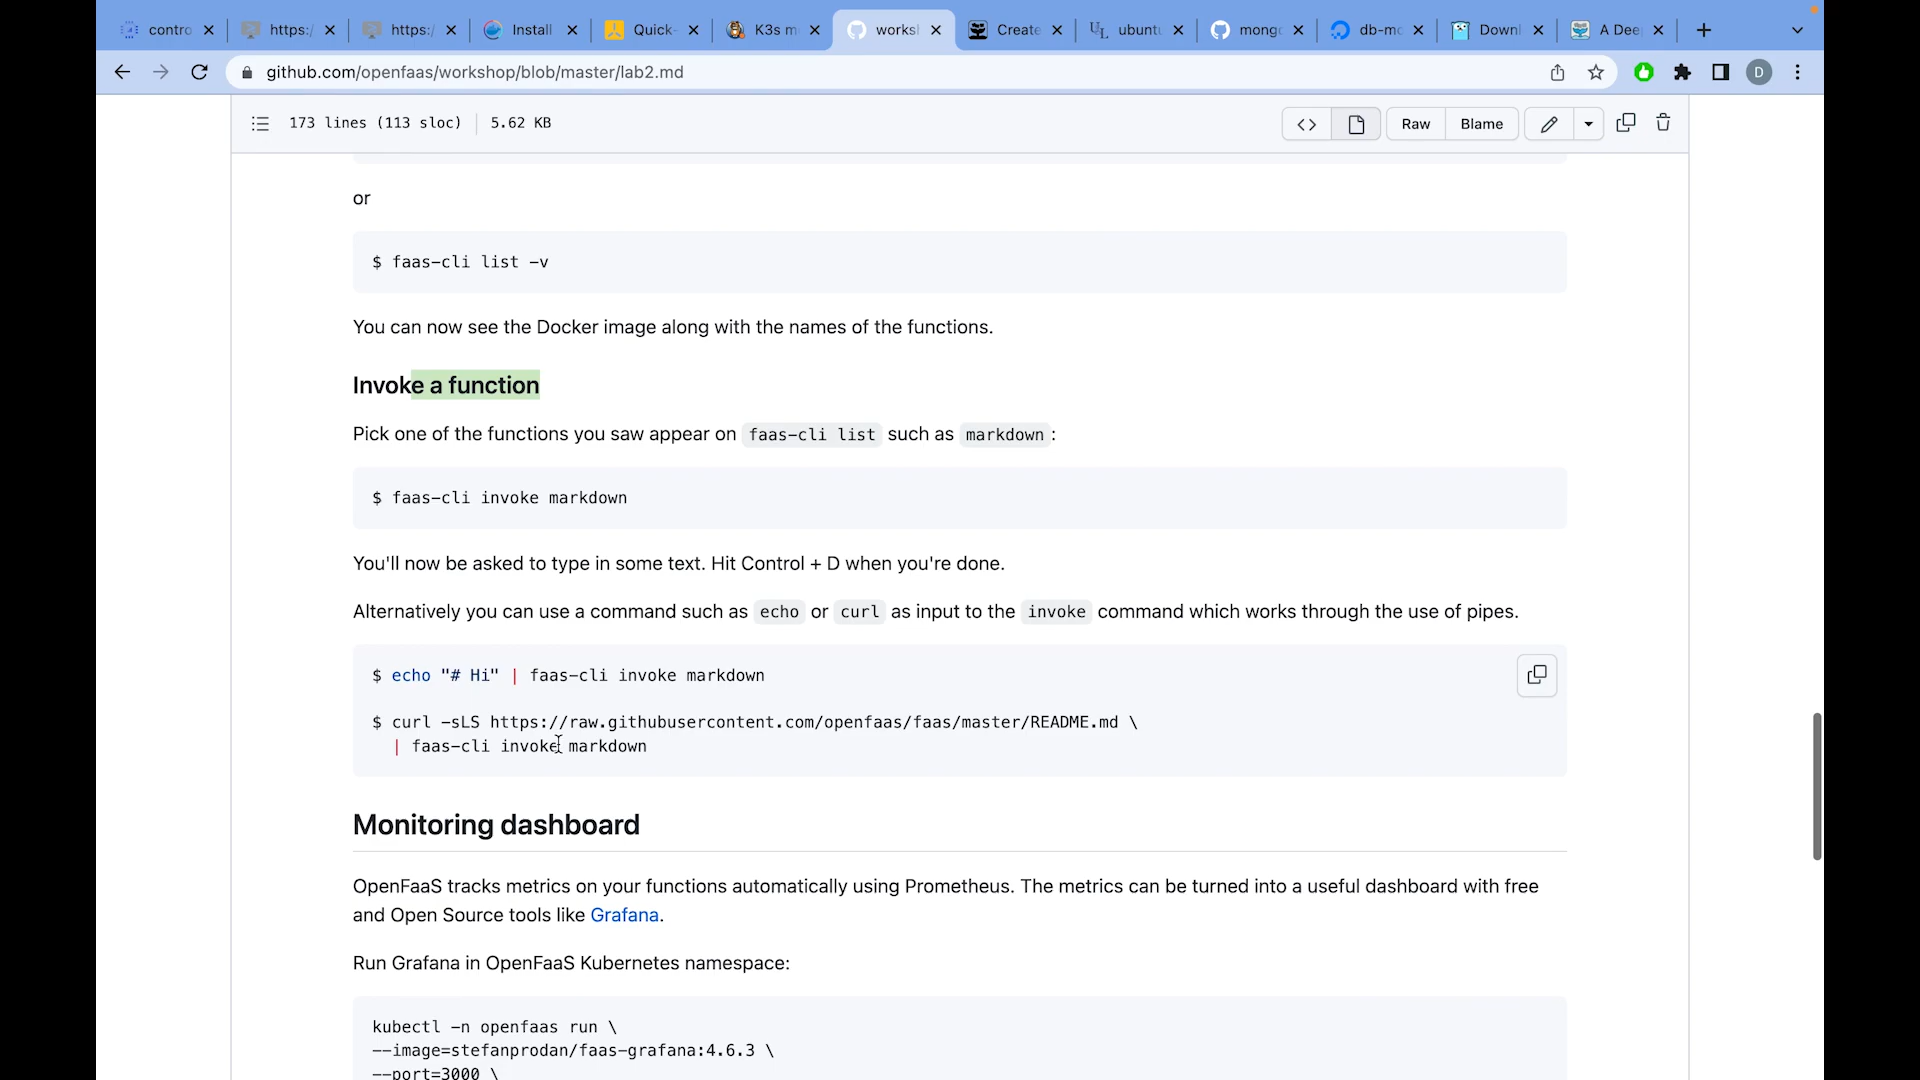 contro
https:/
https:/
Install
Quick-
K3s m
works
Create
ubuntu
mong
db-mo
Downl
A Deep
github.com/openfaas/workshop/blob/master/lab2.md
D
173 lines (113 sloc)
5.62 KB
Raw
Blame
or
$ faas-cli list -v
You can now see the Docker image along with the names of the functions.
Invoke a function
Pick one of the functions you saw appear on faas-cli list such as markdown:
$ faas-cli invoke markdown
You'll now be asked to type in some text. Hit Control + D when you're done.
Alternatively you can use a command such as echo or curl as input to the invoke command which works through the use of pipes.
$ echo "# Hi" | faas-cli invoke markdown
$ curl -sLS https://raw.githubusercontent.com/openfaas/faas/master/README.md \
| faas-cli invoke markdown
Monitoring dashboard
OpenFaaS tracks metrics on your functions automatically using Prometheus. The metrics can be turned into a useful dashboard with free
and Open Source tools like Grafana.
Run Grafana in OpenFaaS Kubernetes namespace:
kubectl -n openfaas run \
--image=stefanprodan/faas-grafana:4.6.3 \
--port=3000 \